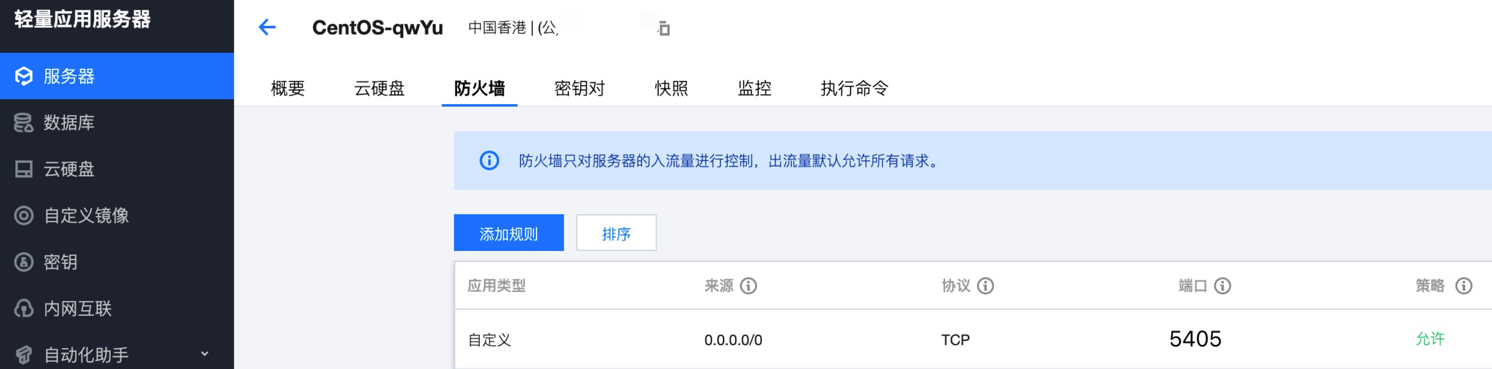 轻量应用服务器
服务器
数据库
云硬盘
自定义镜像
密钥
内网互联
自动化助手
CentOS-qwYu 中国香港 | (公,
概要 云硬盘 防火墙 密钥对 快照 监控 执行命令
防火墙只对服务器的入流量进行控制，出流量默认允许所有请求。
添加规则 排序
应用类型 来源 协议 端口 策略
自定义 0.0.0.0/0 TCP 5405 允许